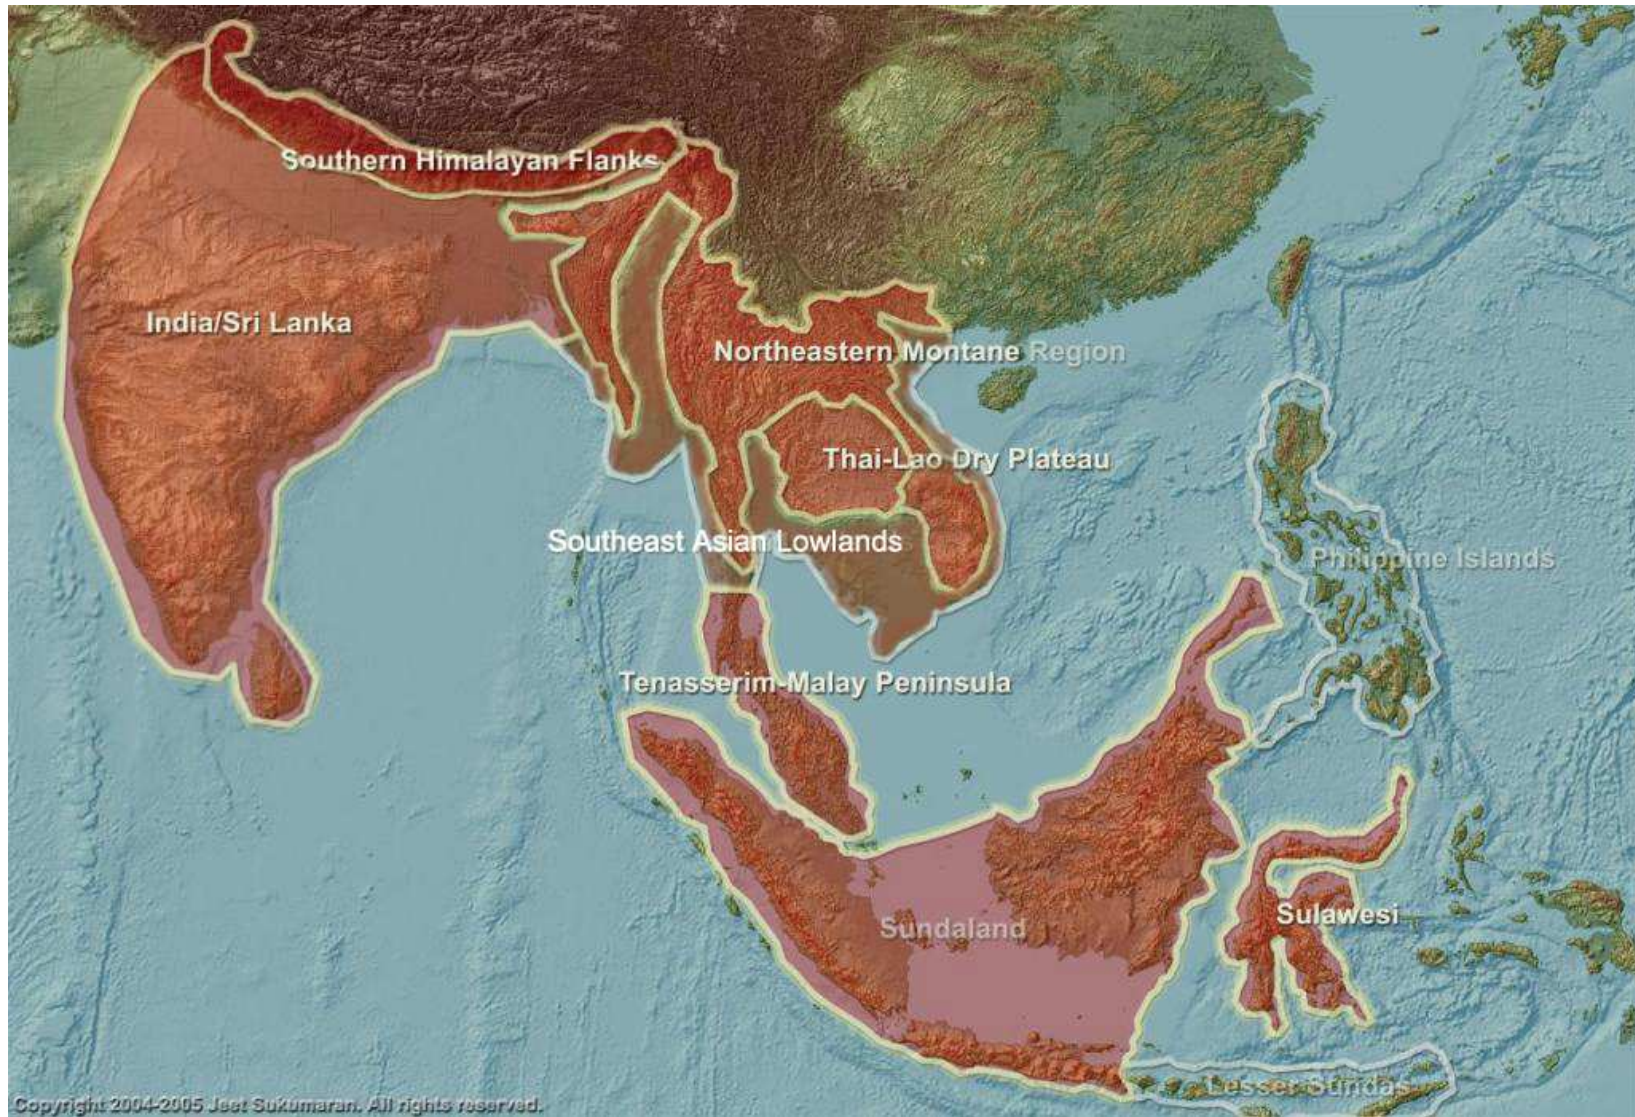 Southern Himalayan Flanks
India/Sri Lanka
Northeastern Montane Region
Thai-Lao Dry Plateau
Southeast Asian Lowlands
Philippine Islands
Tenasserim-Malay Peninsula
Sundaland
Sulawesi
Lesser Sundas
Copyright 2004-2005 Jeet Sukumaran. All rights reserved.